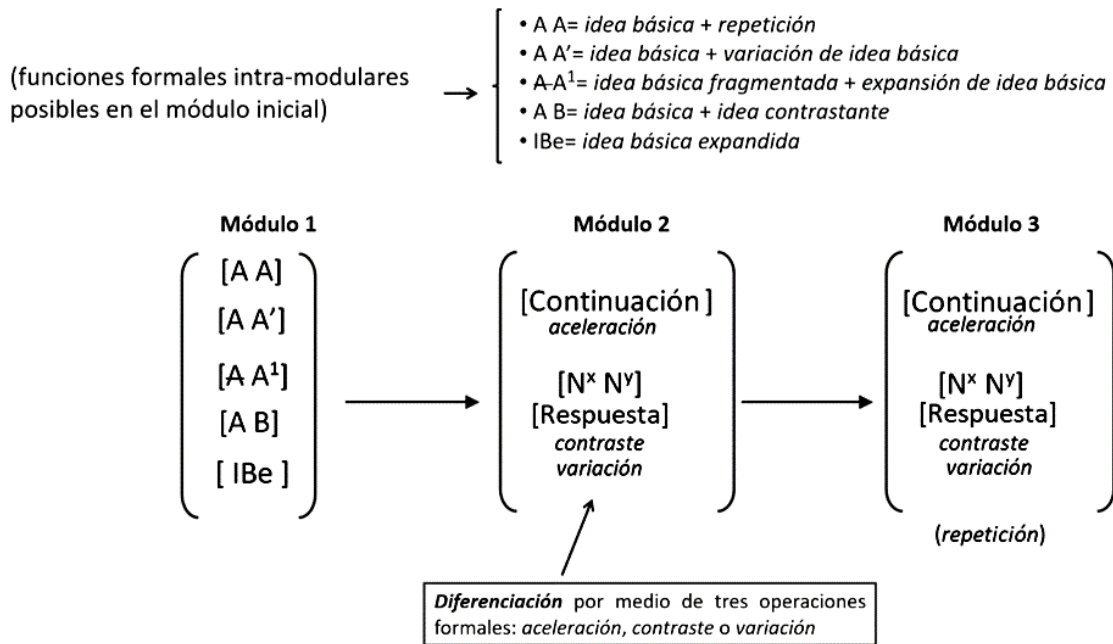 (funciones formales intra-modulares
posibles en el módulo inicial)
• A A= idea básica + repetición
• A A’= idea básica + variación de idea básica
• A A¹= idea básica fragmentada + expansión de idea básica
• A B= idea básica + idea contrastante
• IBe= idea básica expandida
Módulo 1
[A A]
[A A’]
[A A¹]
[A B]
[ IBe ]
Módulo 2
[Continuación]
aceleración
[Nˣ Nʸ]
[Respuesta]
contraste
variación
Módulo 3
[Continuación]
aceleración
[Nˣ Nʸ]
[Respuesta]
contraste
variación
(repetición)
Diferenciación por medio de tres operaciones
formales: aceleración, contraste o variación